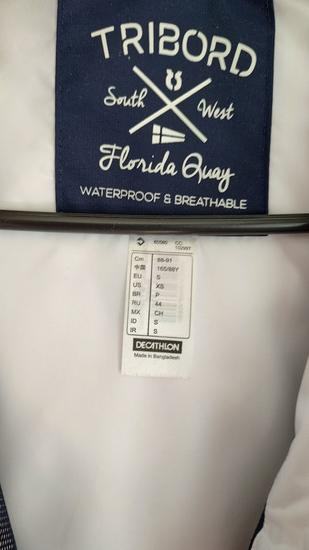 TRIBORD
South West
Florida Quay
WATERPROOF & BREATHABLE
Cm 88-91
中国 165/88Y
EU S
US XS
BR P
RU 44
MX CH
ID S
IR S
DECATHLON
Made in Bangladesh